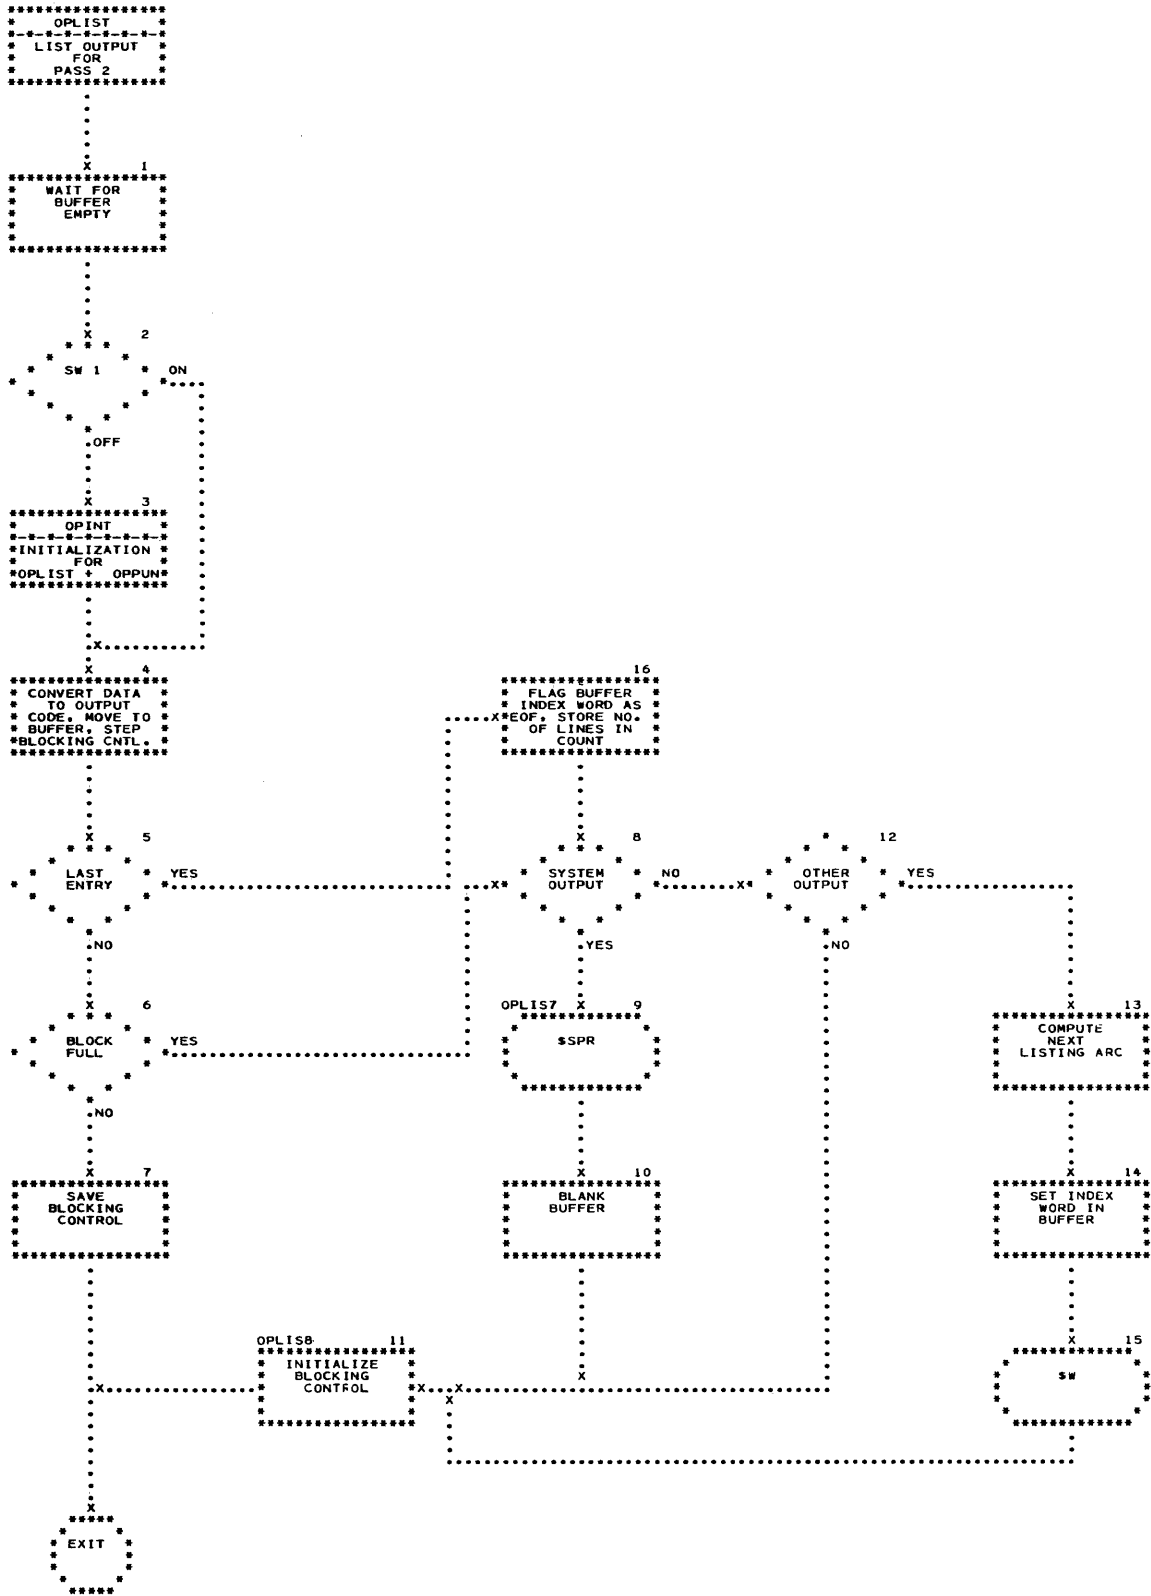 OPLIST
LIST OUTPUT
FOR
PASS 2
1
WAIT FOR
BUFFER
EMPTY
2
SW 1
ON
OFF
3
OPINT
INITIALIZATION
FOR
OPLIST + OPPUN
4
CONVERT DATA
TO OUTPUT
CODE, MOVE TO
BUFFER, STEP
BLOCKING CNTL.
16
FLAG BUFFER
INDEX WORD AS
EOF, STORE NO.
OF LINES IN
COUNT
5
LAST
ENTRY
YES
NO
8
SYSTEM
OUTPUT
NO
YES
12
OTHER
OUTPUT
YES
NO
6
BLOCK
FULL
YES
NO
OPLIS7
9
$SPR
13
COMPUTE
NEXT
LISTING ARC
7
SAVE
BLOCKING
CONTROL
10
BLANK
BUFFER
14
SET INDEX
WORD IN
BUFFER
OPLIS8
11
INITIALIZE
BLOCKING
CONTROL
15
$W
EXIT